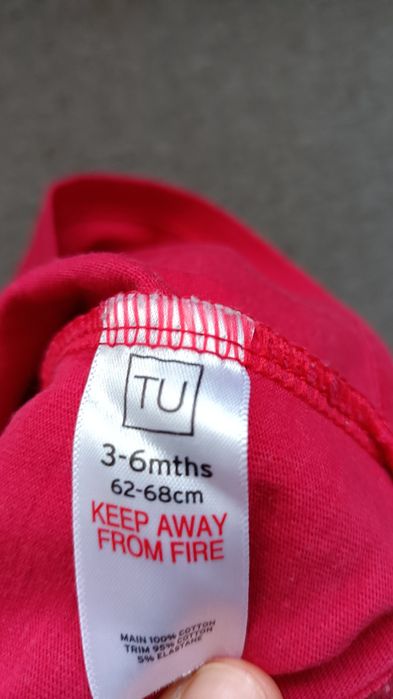 TU
3-6mths
62-68cm
KEEP AWAY
FROM FIRE
MAIN 100% COTTON
TRIM 95% COTTON
5% ELASTANE